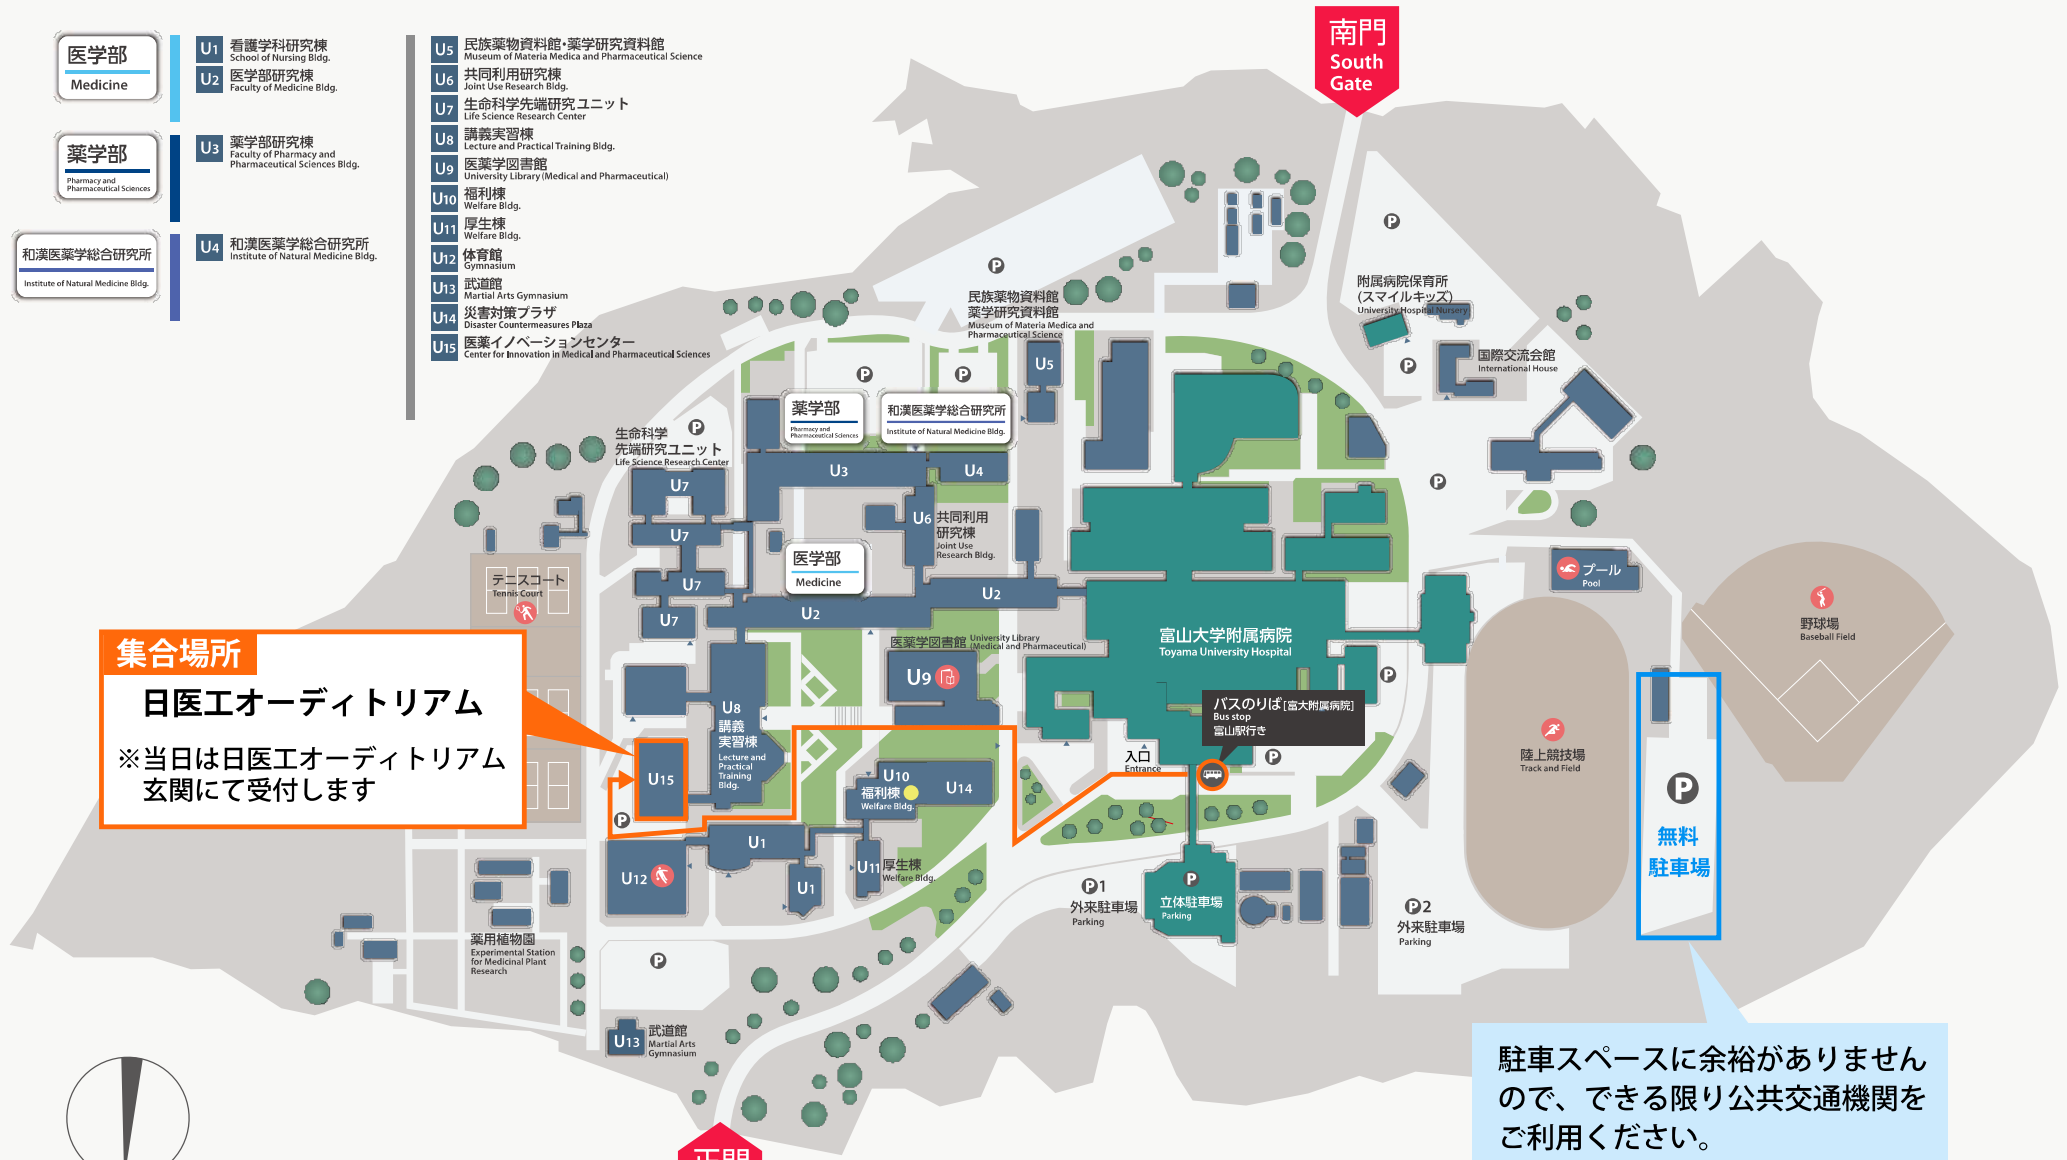 医学部
Medicine
U1 看護学科研究棟
School of Nursing Bldg.
U2 医学部研究棟
Faculty of Medicine Bldg.
薬学部
Pharmacy and
Pharmaceutical Sciences
U3 薬学部研究棟
Faculty of Pharmacy and
Pharmaceutical Sciences Bldg.
和漢医薬学総合研究所
Institute of Natural Medicine Bldg.
U4 和漢医薬学総合研究所
Institute of Natural Medicine Bldg.
U5 民族薬物資料館・薬学研究資料館
Museum of Materia Medica and Pharmaceutical Science
U6 共同利用研究棟
Joint Use Research Bldg.
U7 生命科学先端研究ユニット
Life Science Research Center
U8 講義実習棟
Lecture and Practical Training Bldg.
U9 医薬学図書館
University Library (Medical and Pharmaceutical)
U10 福利棟
Welfare Bldg.
U11 厚生棟
Welfare Bldg.
U12 体育館
Gymnasium
U13 武道館
Martial Arts Gymnasium
U14 災害対策プラザ
Disaster Countermeasures Plaza
U15 医薬イノベーションセンター
Center for Innovation in Medical and Pharmaceutical Sciences
南門
South
Gate
P
P
民族薬物資料館
薬学研究資料館
Museum of Materia Medica and
Pharmaceutical Science
附属病院保育所
(スマイルキッズ)
University Hospital Nursery
P
国際交流会館
International House
U5
P
P
薬学部
Pharmacy and
Pharmaceutical Sciences
和漢医薬学総合研究所
Institute of Natural Medicine Bldg.
P
生命科学
先端研究ユニット
Life Science Research Center
U3
U4
U7
P
U6
共同利用
研究棟
Joint Use
Research Bldg.
U7
医学部
Medicine
テニスコート
Tennis Court
U7
U2
プール
Pool
U2
U7
野球場
Baseball Field
医薬学図書館 University Library
(Medical and Pharmaceutical)
富山大学附属病院
Toyama University Hospital
集合場所
日医工オーディトリアム
※当日は日医工オーディトリアム
玄関にて受付します
U9
P
U8
講義
実習棟
Lecture and
Practical
Training
Bldg.
バスのりば [富大附属病院]
Bus stop
富山駅行き
入口
Entrance
P
陸上競技場
Track and Field
U15
U10
福利棟
Welfare Bldg.
U14
P
P
無料
駐車場
U1
U12
U1
U11
厚生棟
Welfare Bldg.
P1
外来駐車場
Parking
P
立体駐車場
Parking
P2
外来駐車場
Parking
薬用植物園
Experimental Station
for Medicinal Plant
Research
P
U13
武道館
Martial Arts
Gymnasium
駐車スペースに余裕がありません
ので、できる限り公共交通機関を
ご利用ください。
正門